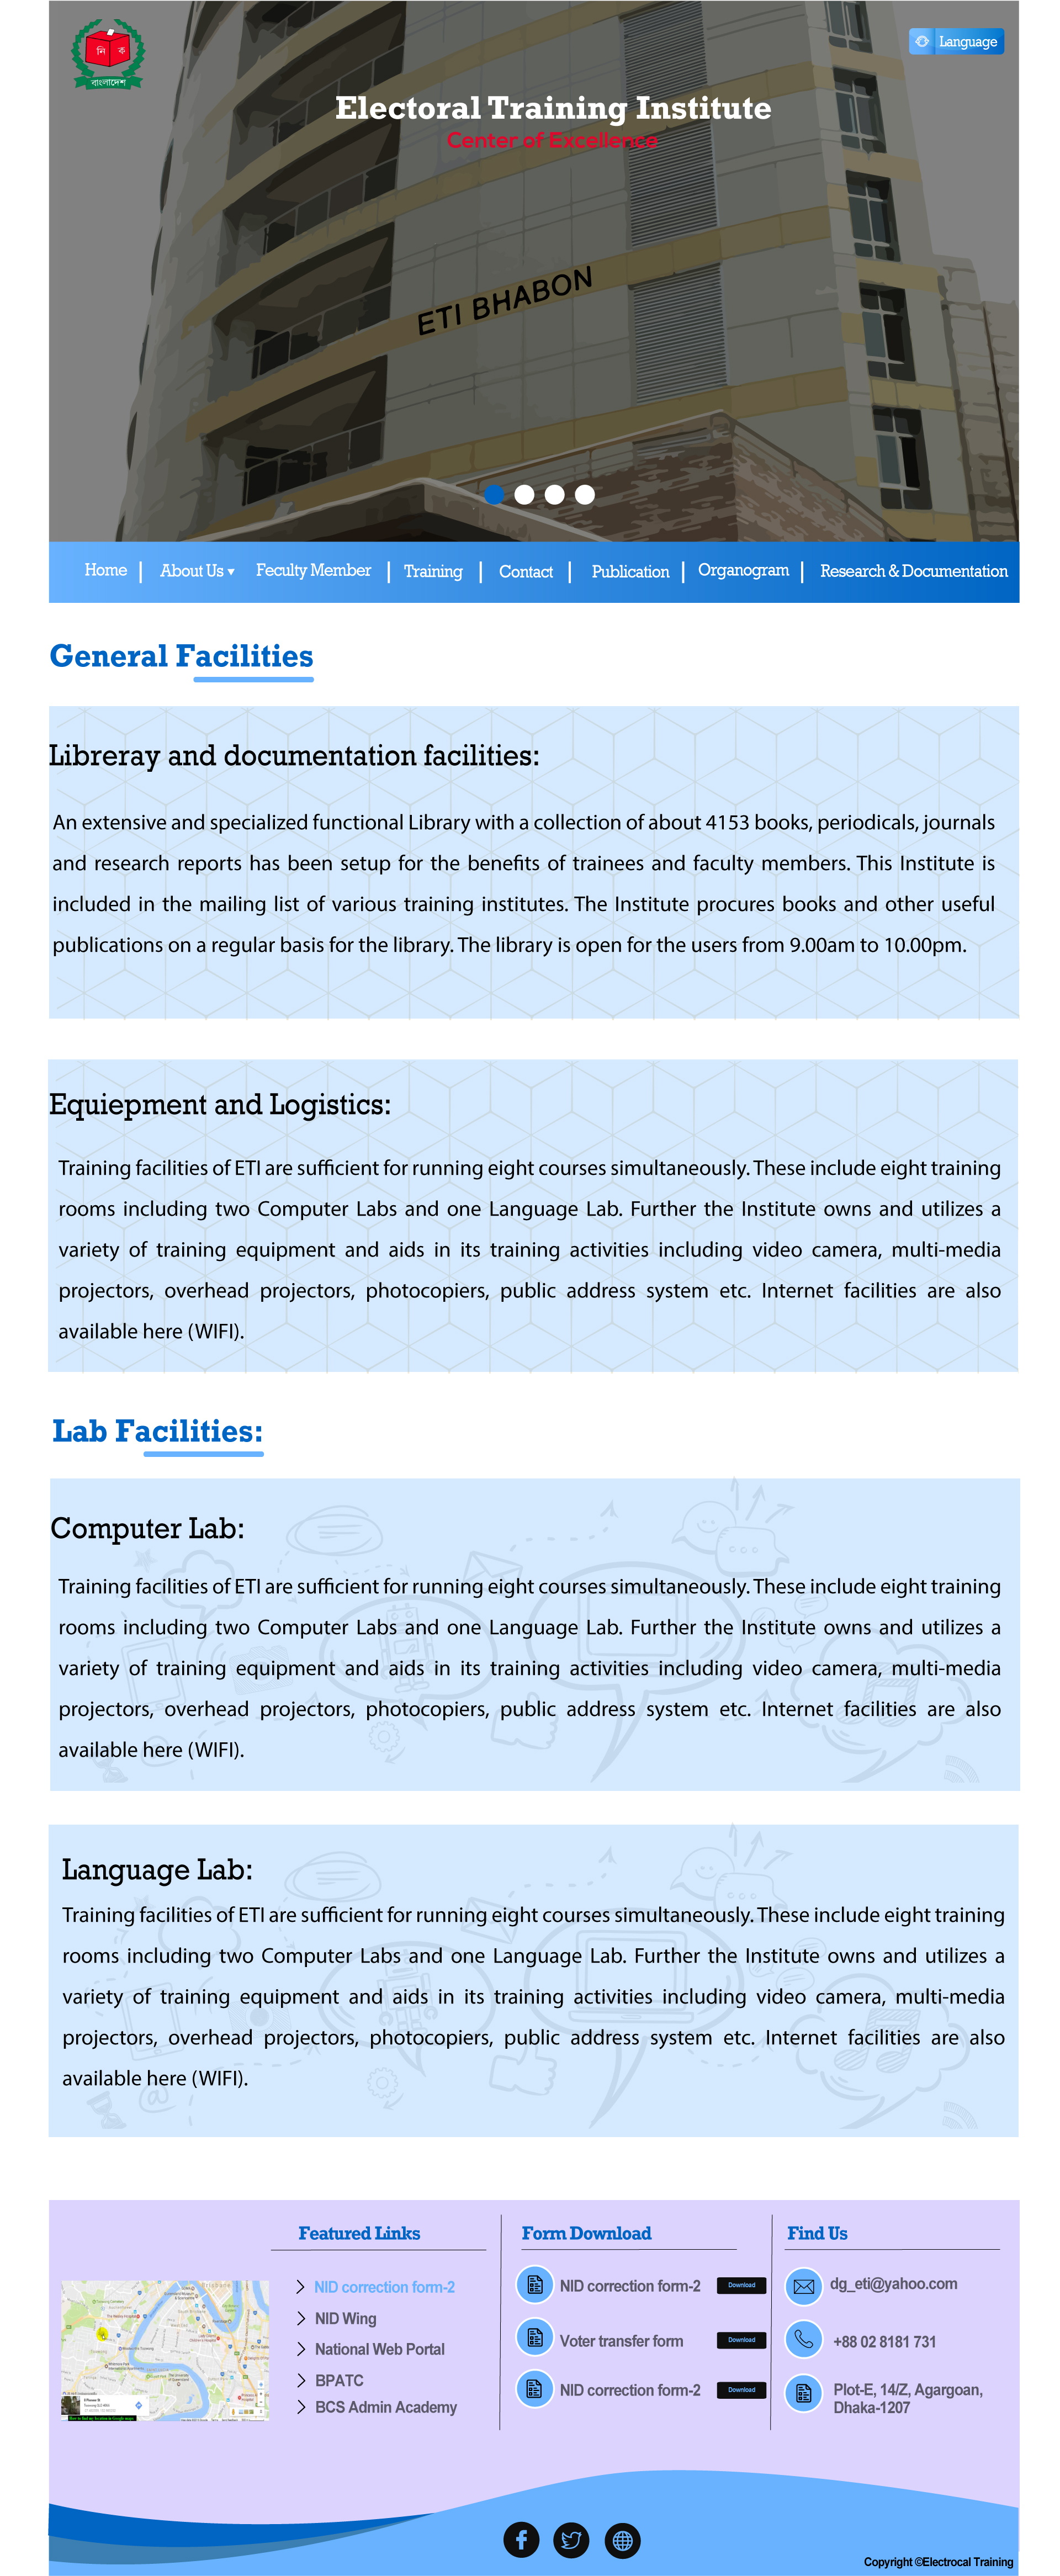 নি ক
বাংলাদেশ
Language
Electoral Training Institute
Center of Excellence
ETI BHABON
Home | About Us ▾ Feculty Member | Training | Contact | Publication | Organogram | Research & Documentation
General Facilities
Libreray and documentation facilities:
An extensive and specialized functional Library with a collection of about 4153 books, periodicals, journals
and research reports has been setup for the benefits of trainees and faculty members. This Institute is
included in the mailing list of various training institutes. The Institute procures books and other useful
publications on a regular basis for the library. The library is open for the users from 9.00am to 10.00pm.
Equiepment and Logistics:
Training facilities of ETI are sufficient for running eight courses simultaneously. These include eight training
rooms including two Computer Labs and one Language Lab. Further the Institute owns and utilizes a
variety of training equipment and aids in its training activities including video camera, multi-media
projectors, overhead projectors, photocopiers, public address system etc. Internet facilities are also
available here (WIFI).
Lab Facilities:
Computer Lab:
Training facilities of ETI are sufficient for running eight courses simultaneously. These include eight training
rooms including two Computer Labs and one Language Lab. Further the Institute owns and utilizes a
variety of training equipment and aids in its training activities including video camera, multi-media
projectors, overhead projectors, photocopiers, public address system etc. Internet facilities are also
available here (WIFI).
Language Lab:
Training facilities of ETI are sufficient for running eight courses simultaneously. These include eight training
rooms including two Computer Labs and one Language Lab. Further the Institute owns and utilizes a
variety of training equipment and aids in its training activities including video camera, multi-media
projectors, overhead projectors, photocopiers, public address system etc. Internet facilities are also
available here (WIFI).
Featured Links
NID correction form-2
NID Wing
National Web Portal
BPATC
BCS Admin Academy
Form Download
NID correction form-2 Download
Voter transfer form Download
NID correction form-2 Download
Find Us
dg_eti@yahoo.com
+88 02 8181 731
Plot-E, 14/Z, Agargoan,
Dhaka-1207
Copyright ©Electrocal Training